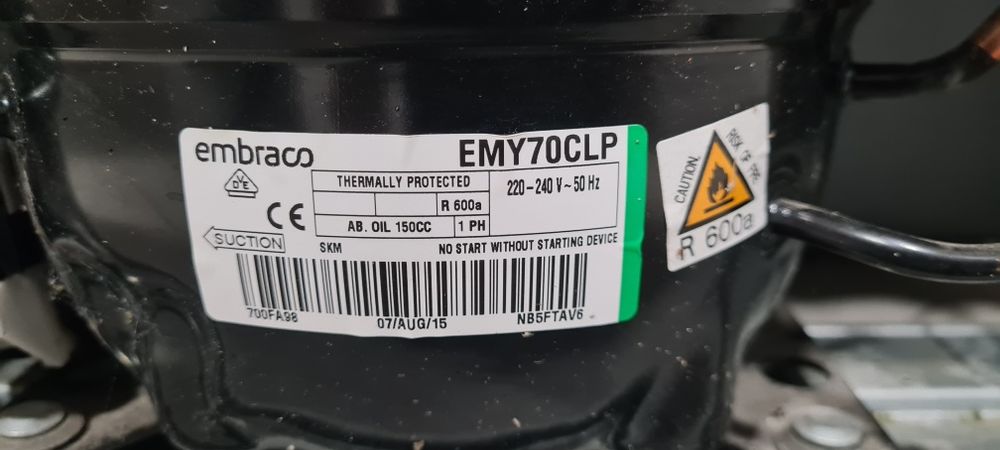 embraco
EMY70CLP
VDE
THERMALLY PROTECTED
220-240 V ~ 50 Hz
R 600a
CE
AB. OIL 150CC
1 PH
SUCTION
SKM
NO START WITHOUT STARTING DEVICE
700FA98
07/AUG/15
NB5FTAV6
CAUTION
RISK OF FIRE
R 600a